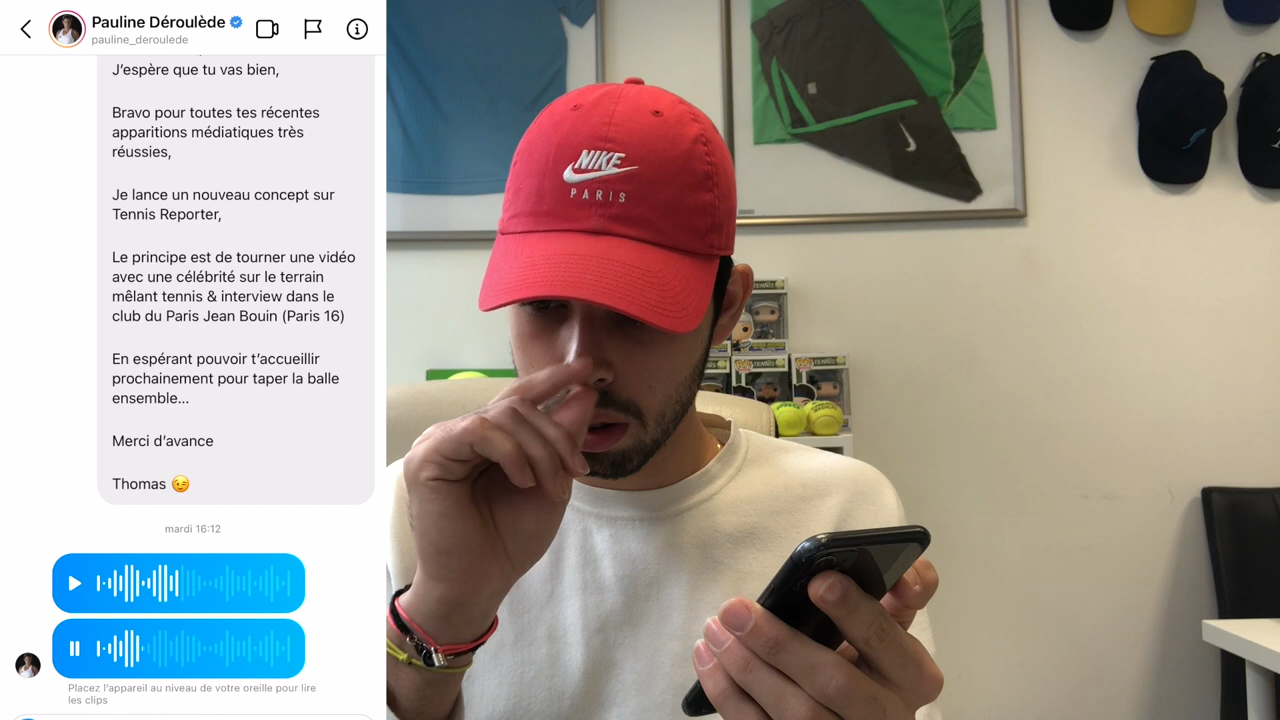 Pauline Déroulède
pauline_deroulede
J'espère que tu vas bien,
Bravo pour toutes tes récentes
apparitions médiatiques très
réussies,
Je lance un nouveau concept sur
Tennis Reporter,
Le principe est de tourner une vidéo
avec une célébrité sur le terrain
mêlant tennis & interview dans le
club du Paris Jean Bouin (Paris 16)
En espérant pouvoir t'accueillir
prochainement pour taper la balle
ensemble...
Merci d'avance
Thomas 😉
mardi 16:12
Placez l'appareil au niveau de votre oreille pour lire
les clips
NIKE
PARIS
TENNIS
TENNIS